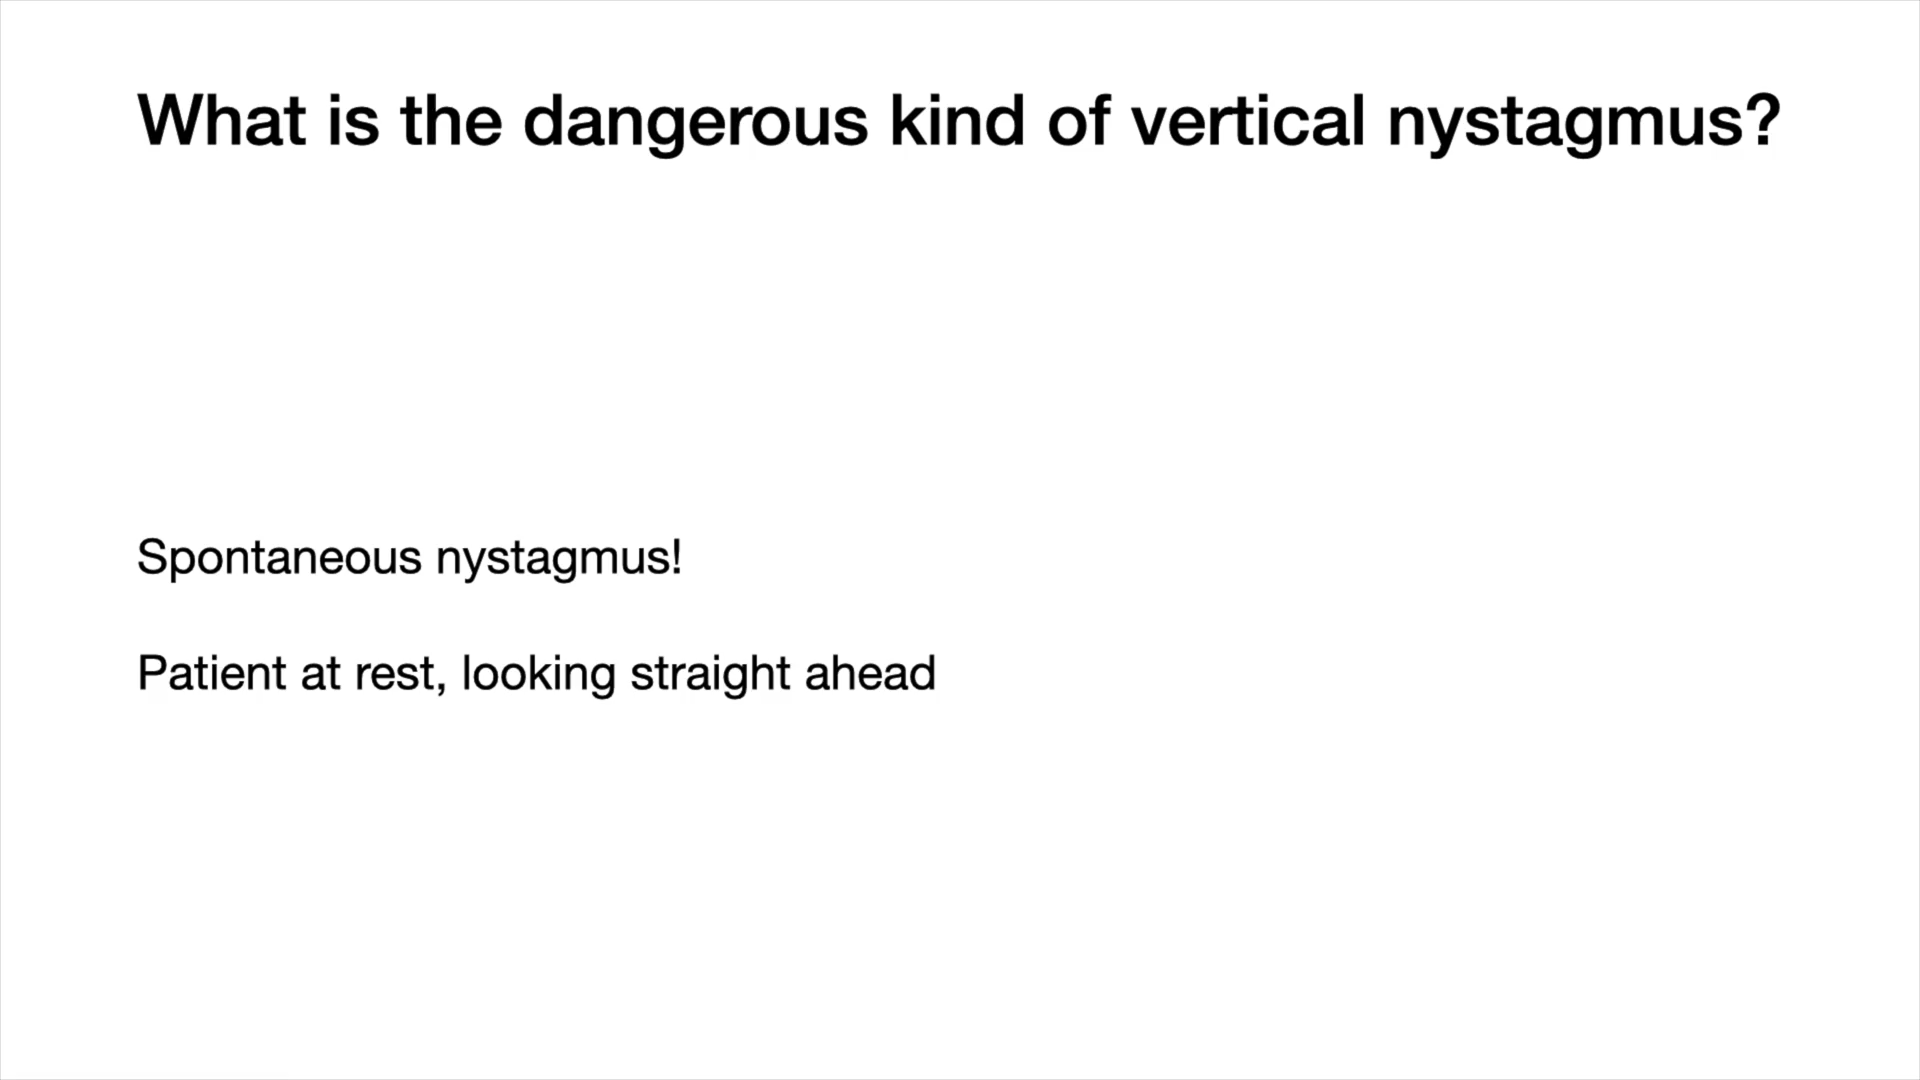 What is the dangerous kind of vertical nystagmus?
Spontaneous nystagmus!
Patient at rest, looking straight ahead